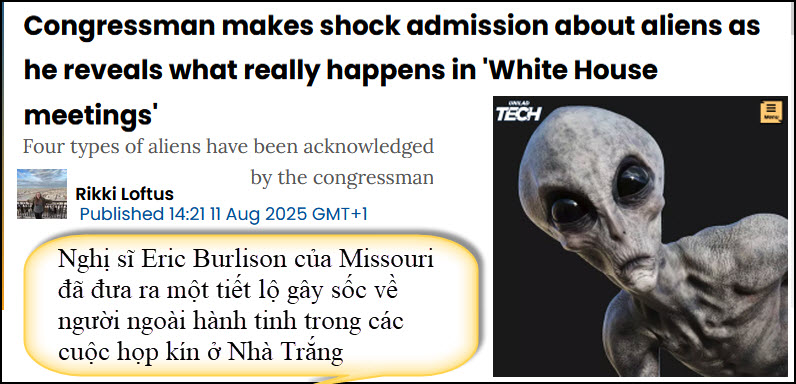 Congressman makes shock admission about aliens as
he reveals what really happens in 'White House
meetings'
Four types of aliens have been acknowledged
by the congressman
Rikki Loftus
Published 14:21 11 Aug 2025 GMT+1
Nghị sĩ Eric Burlison của Missouri
đã đưa ra một tiết lộ gây sốc về
người ngoài hành tinh trong các
cuộc họp kín ở Nhà Trắng
UNILAD
TECH
Menu